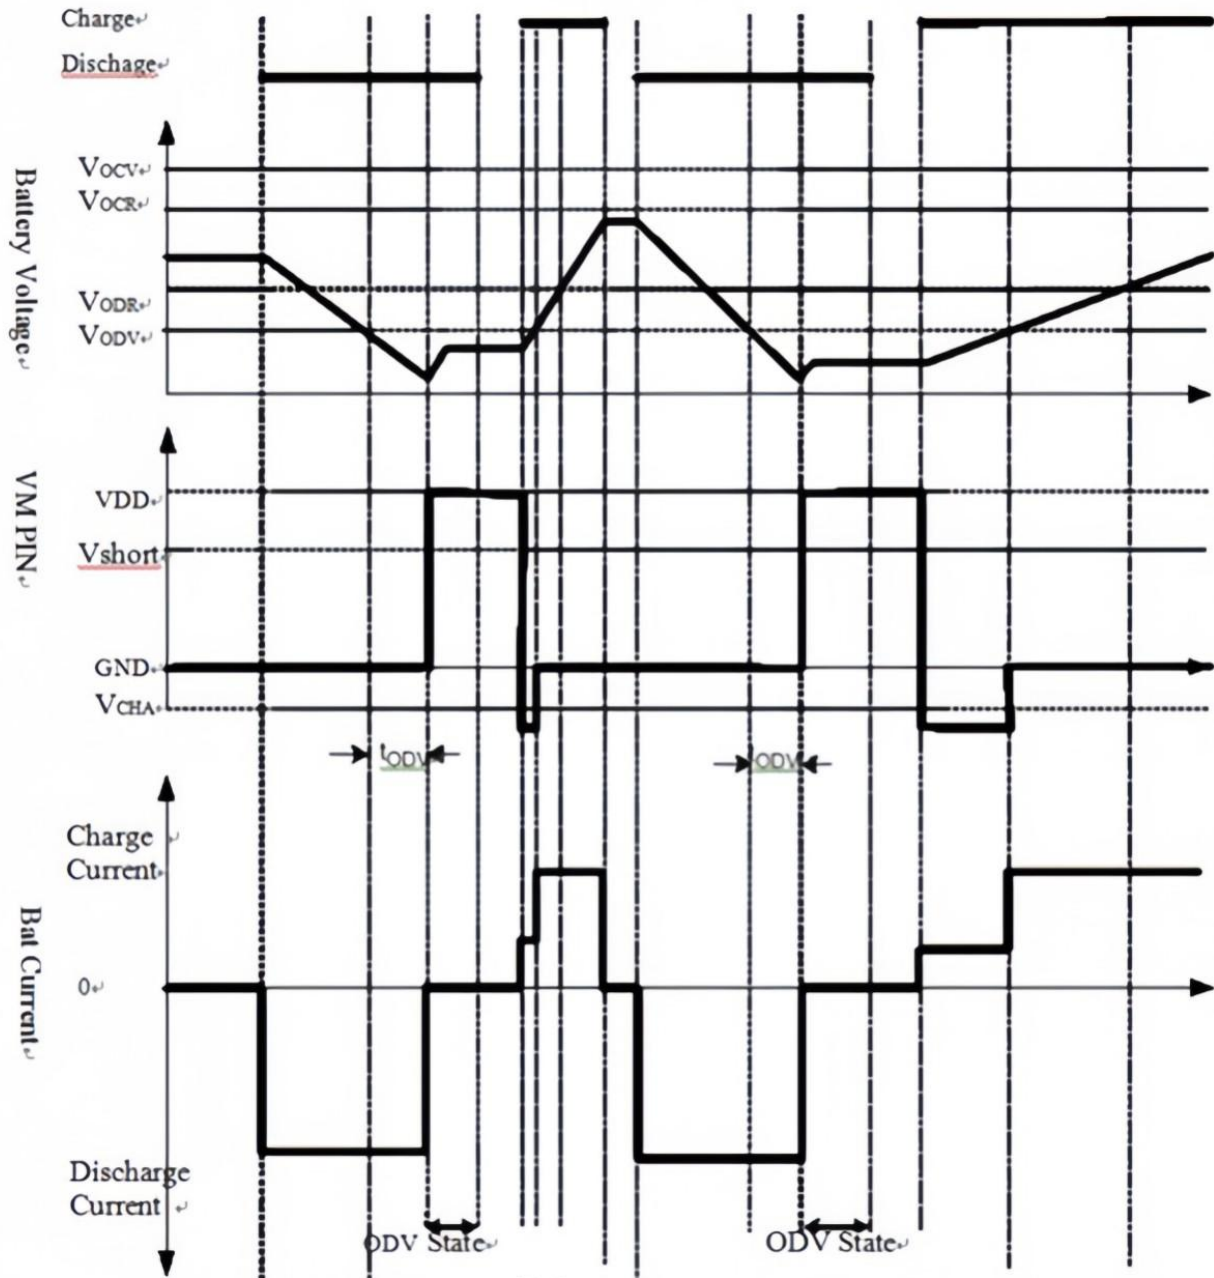 Charge
Dischage
Battery Voltage
VOCV
VOCR
VODR
VODV
VM PIN
VDD
Vshort
GND
VCHA
tODV
tODV
Bat Current
Charge
Current
0
Discharge
Current
ODV State
ODV State